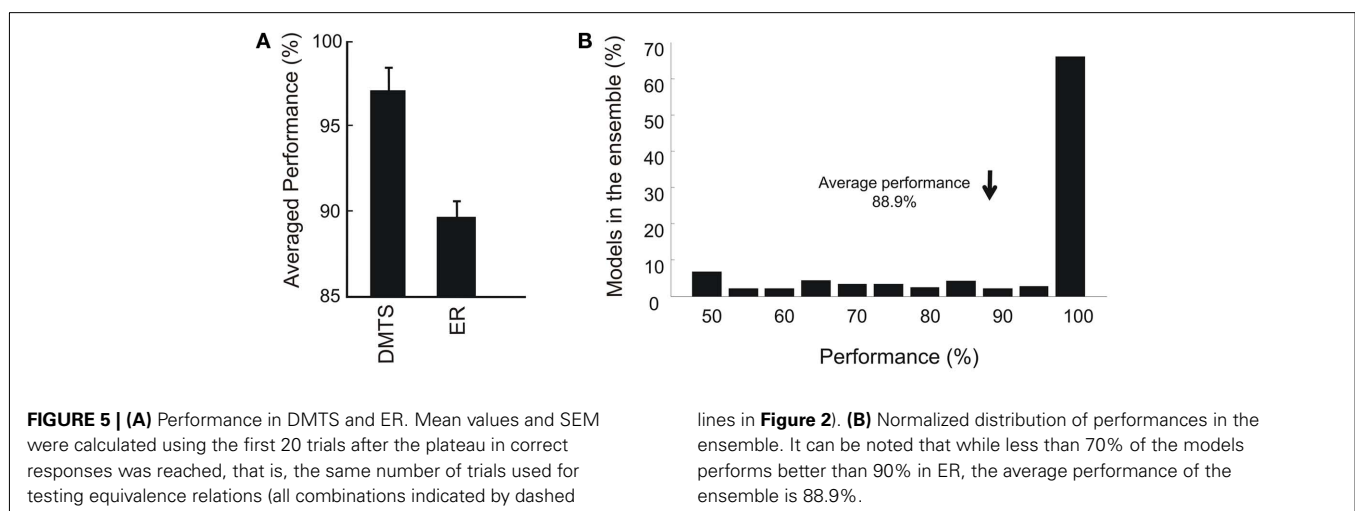 A
Averaged Performance (%)
100
95
90
85
DMTS
ER
B
Models in the ensemble (%)
70
60
50
40
30
20
10
0
Average performance
88.9%
50 60 70 80 90 100
Performance (%)
FIGURE 5 | (A) Performance in DMTS and ER. Mean values and SEM
were calculated using the first 20 trials after the plateau in correct
responses was reached, that is, the same number of trials used for
testing equivalence relations (all combinations indicated by dashed
lines in Figure 2). (B) Normalized distribution of performances in the
ensemble. It can be noted that while less than 70% of the models
performs better than 90% in ER, the average performance of the
ensemble is 88.9%.